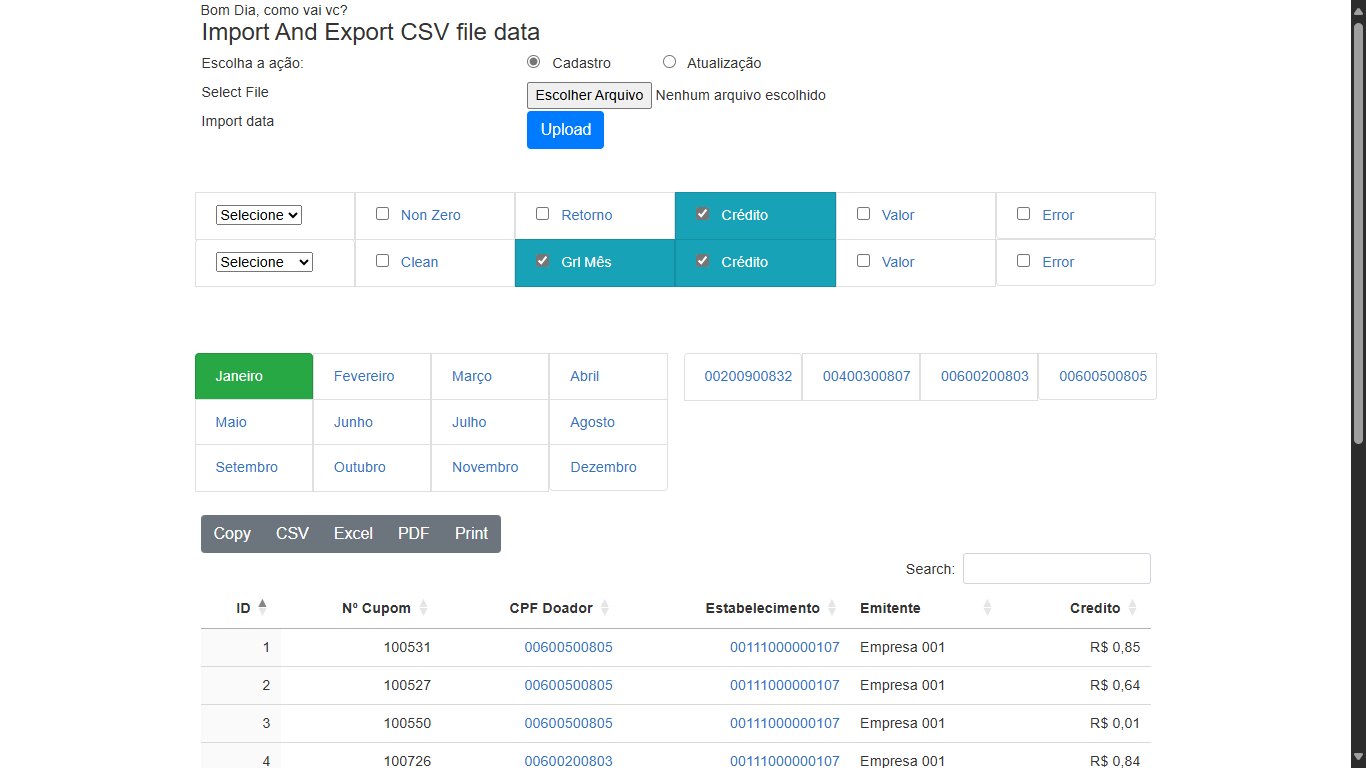 Bom Dia, como vai vc?
Import And Export CSV file data
Escolha a ação: Cadastro Atualização
Select File Escolher Arquivo Nenhum arquivo escolhido
Import data Upload
Selecione Non Zero Retorno Crédito Valor Error
Selecione Clean Grl Mês Crédito Valor Error
Janeiro Fevereiro Março Abril 00200900832 00400300807 00600200803 00600500805
Maio Junho Julho Agosto
Setembro Outubro Novembro Dezembro
Copy CSV Excel PDF Print
Search:
ID Nº Cupom CPF Doador Estabelecimento Emitente Credito
1 100531 00600500805 00111000000107 Empresa 001 R$ 0,85
2 100527 00600500805 00111000000107 Empresa 001 R$ 0,64
3 100550 00600500805 00111000000107 Empresa 001 R$ 0,01
4 100726 00600200803 00111000000107 Empresa 001 R$ 0,84